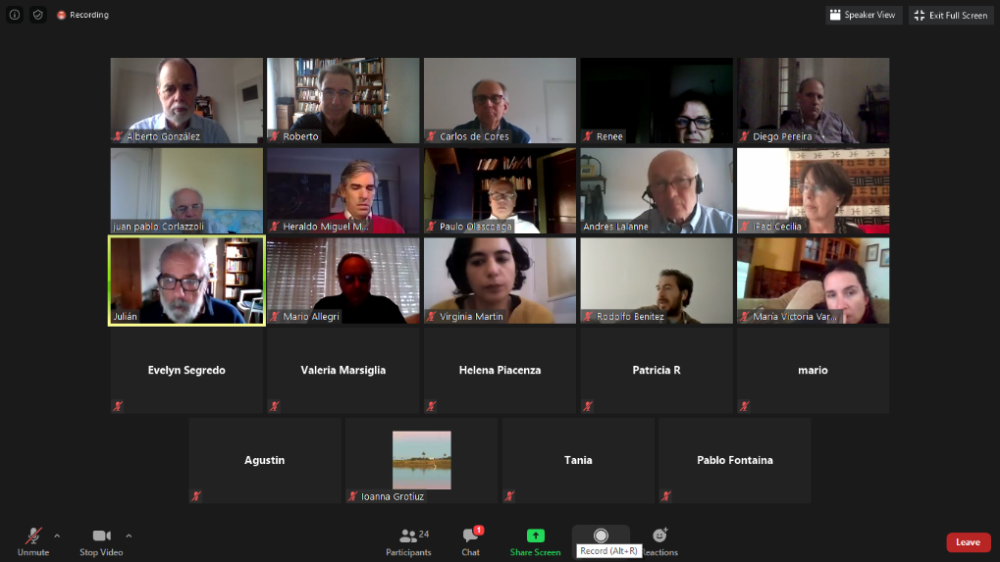 Recording
Speaker View
Exit Full Screen
Alberto González
Roberto
Carlos de Cores
Renee
Diego Pereira
juan pablo Corlazzoli
Heraldo Miguel M...
Paulo Olascoaga
Andres Lalanne
iPad Cecilia
Julián
Mario Allegri
Virginia Martin
Rodolfo Benitez
María Victoria Var...
Evelyn Segredo
Valeria Marsiglia
Helena Piacenza
Patricia R
mario
Agustin
Ioanna Grotiuz
Tania
Pablo Fontaina
Unmute
Stop Video
24
Participants
1
Chat
Share Screen
Record (Alt+R)
Reactions
Leave